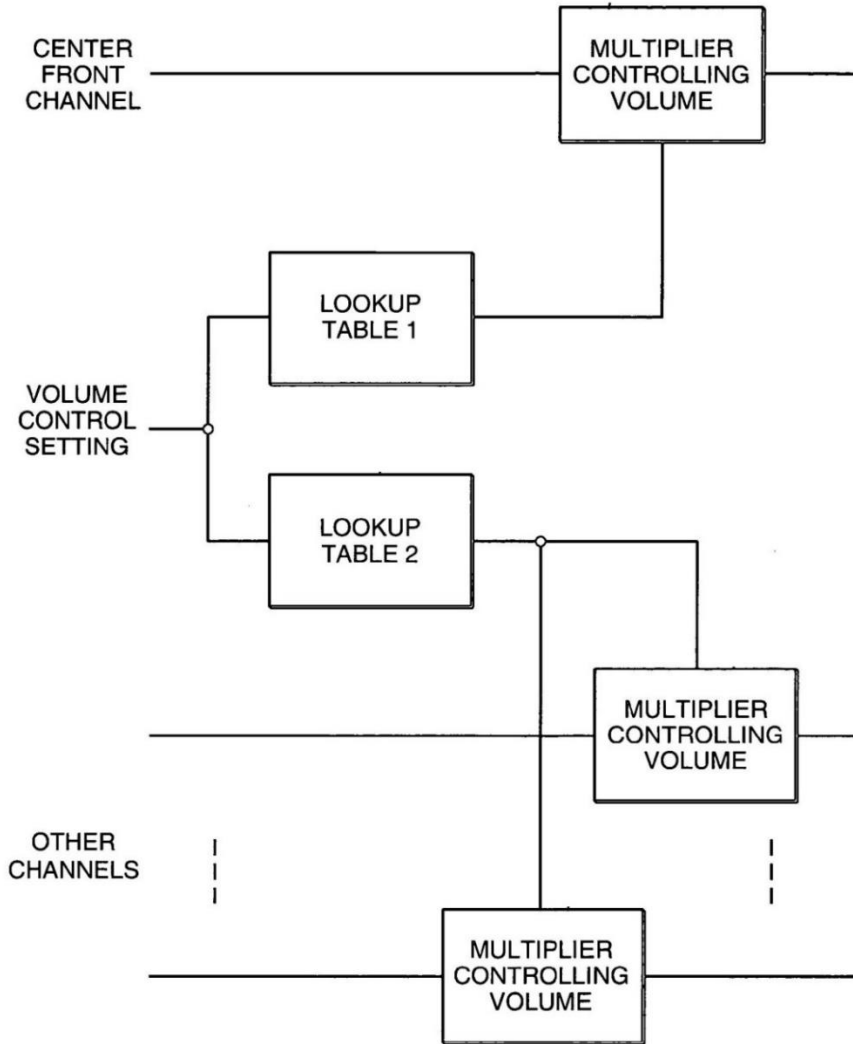 CENTER
FRONT
CHANNEL
MULTIPLIER
CONTROLLING
VOLUME
LOOKUP
TABLE 1
VOLUME
CONTROL
SETTING
LOOKUP
TABLE 2
MULTIPLIER
CONTROLLING
VOLUME
OTHER
CHANNELS
MULTIPLIER
CONTROLLING
VOLUME